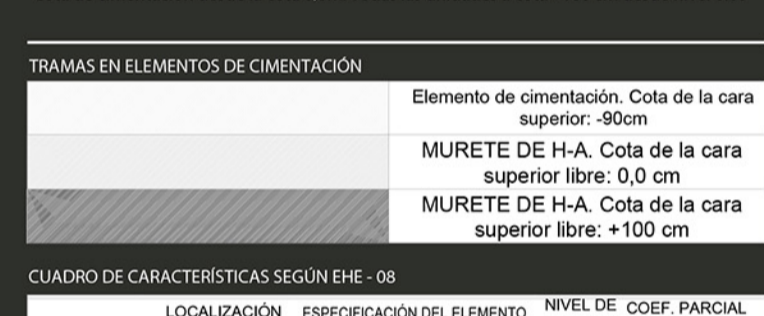 TRAMAS EN ELEMENTOS DE CIMENTACIÓN
Elemento de cimentación. Cota de la cara
superior: -90cm
MURETE DE H-A. Cota de la cara
superior libre: 0,0 cm
MURETE DE H-A. Cota de la cara
superior libre: +100 cm
CUADRO DE CARACTERÍSTICAS SEGÚN EHE - 08
LOCALIZACIÓN ESPECIFICACIÓN DEL ELEMENTO NIVEL DE COEF. PARCIAL